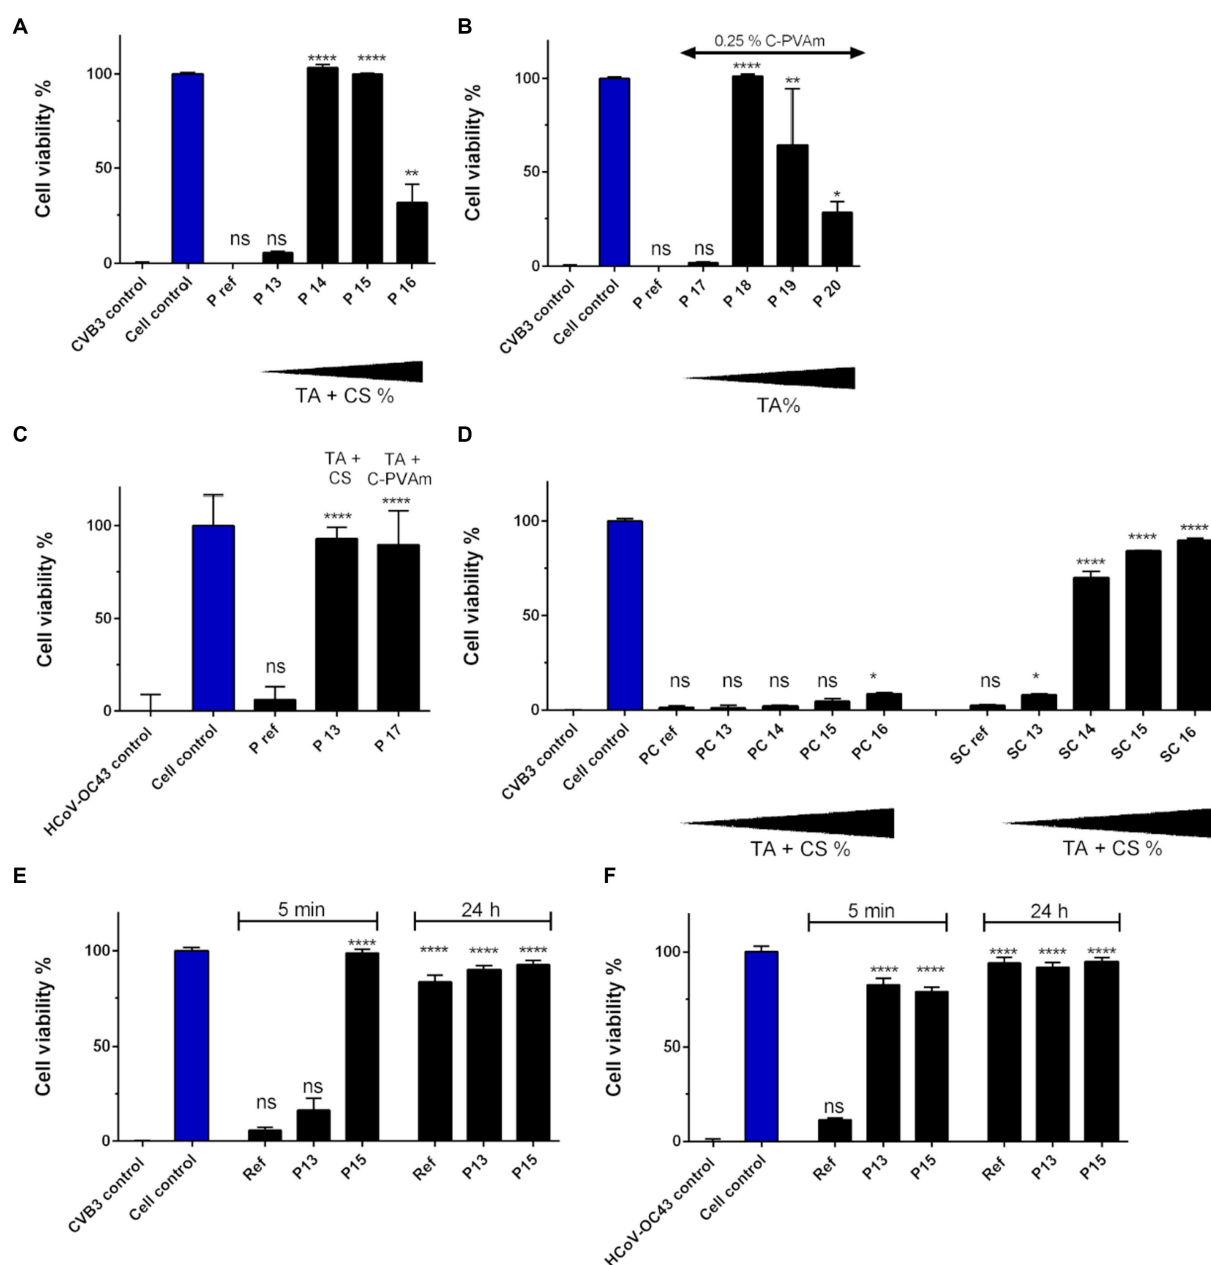 A
Cell viability %
100
50
0
**** ****
**
ns ns
CVB3 control
Cell control
P ref
P 13
P 14
P 15
P 16
TA + CS %
B
0.25 % C-PVAm
Cell viability %
100
50
0
****
**
*
ns ns
CVB3 control
Cell control
P ref
P 17
P 18
P 19
P 20
TA%
C
TA + TA +
CS C-PVAm
Cell viability %
100
50
0
****
****
ns
HCoV-OC43 control
Cell control
P ref
P 13
P 17
D
Cell viability %
100
50
0
ns ns ns ns *
ns * **** **** ****
CVB3 control
Cell control
PC ref
PC 13
PC 14
PC 15
PC 16
SC ref
SC 13
SC 14
SC 15
SC 16
TA + CS % TA + CS %
E
5 min 24 h
Cell viability %
100
50
0
ns ns **** **** **** ****
CVB3 control
Cell control
Ref
P13
P15
Ref
P13
P15
F
5 min 24 h
Cell viability %
100
50
0
ns **** **** **** **** ****
HCoV-OC43 control
Cell control
Ref
P13
P15
Ref
P13
P15